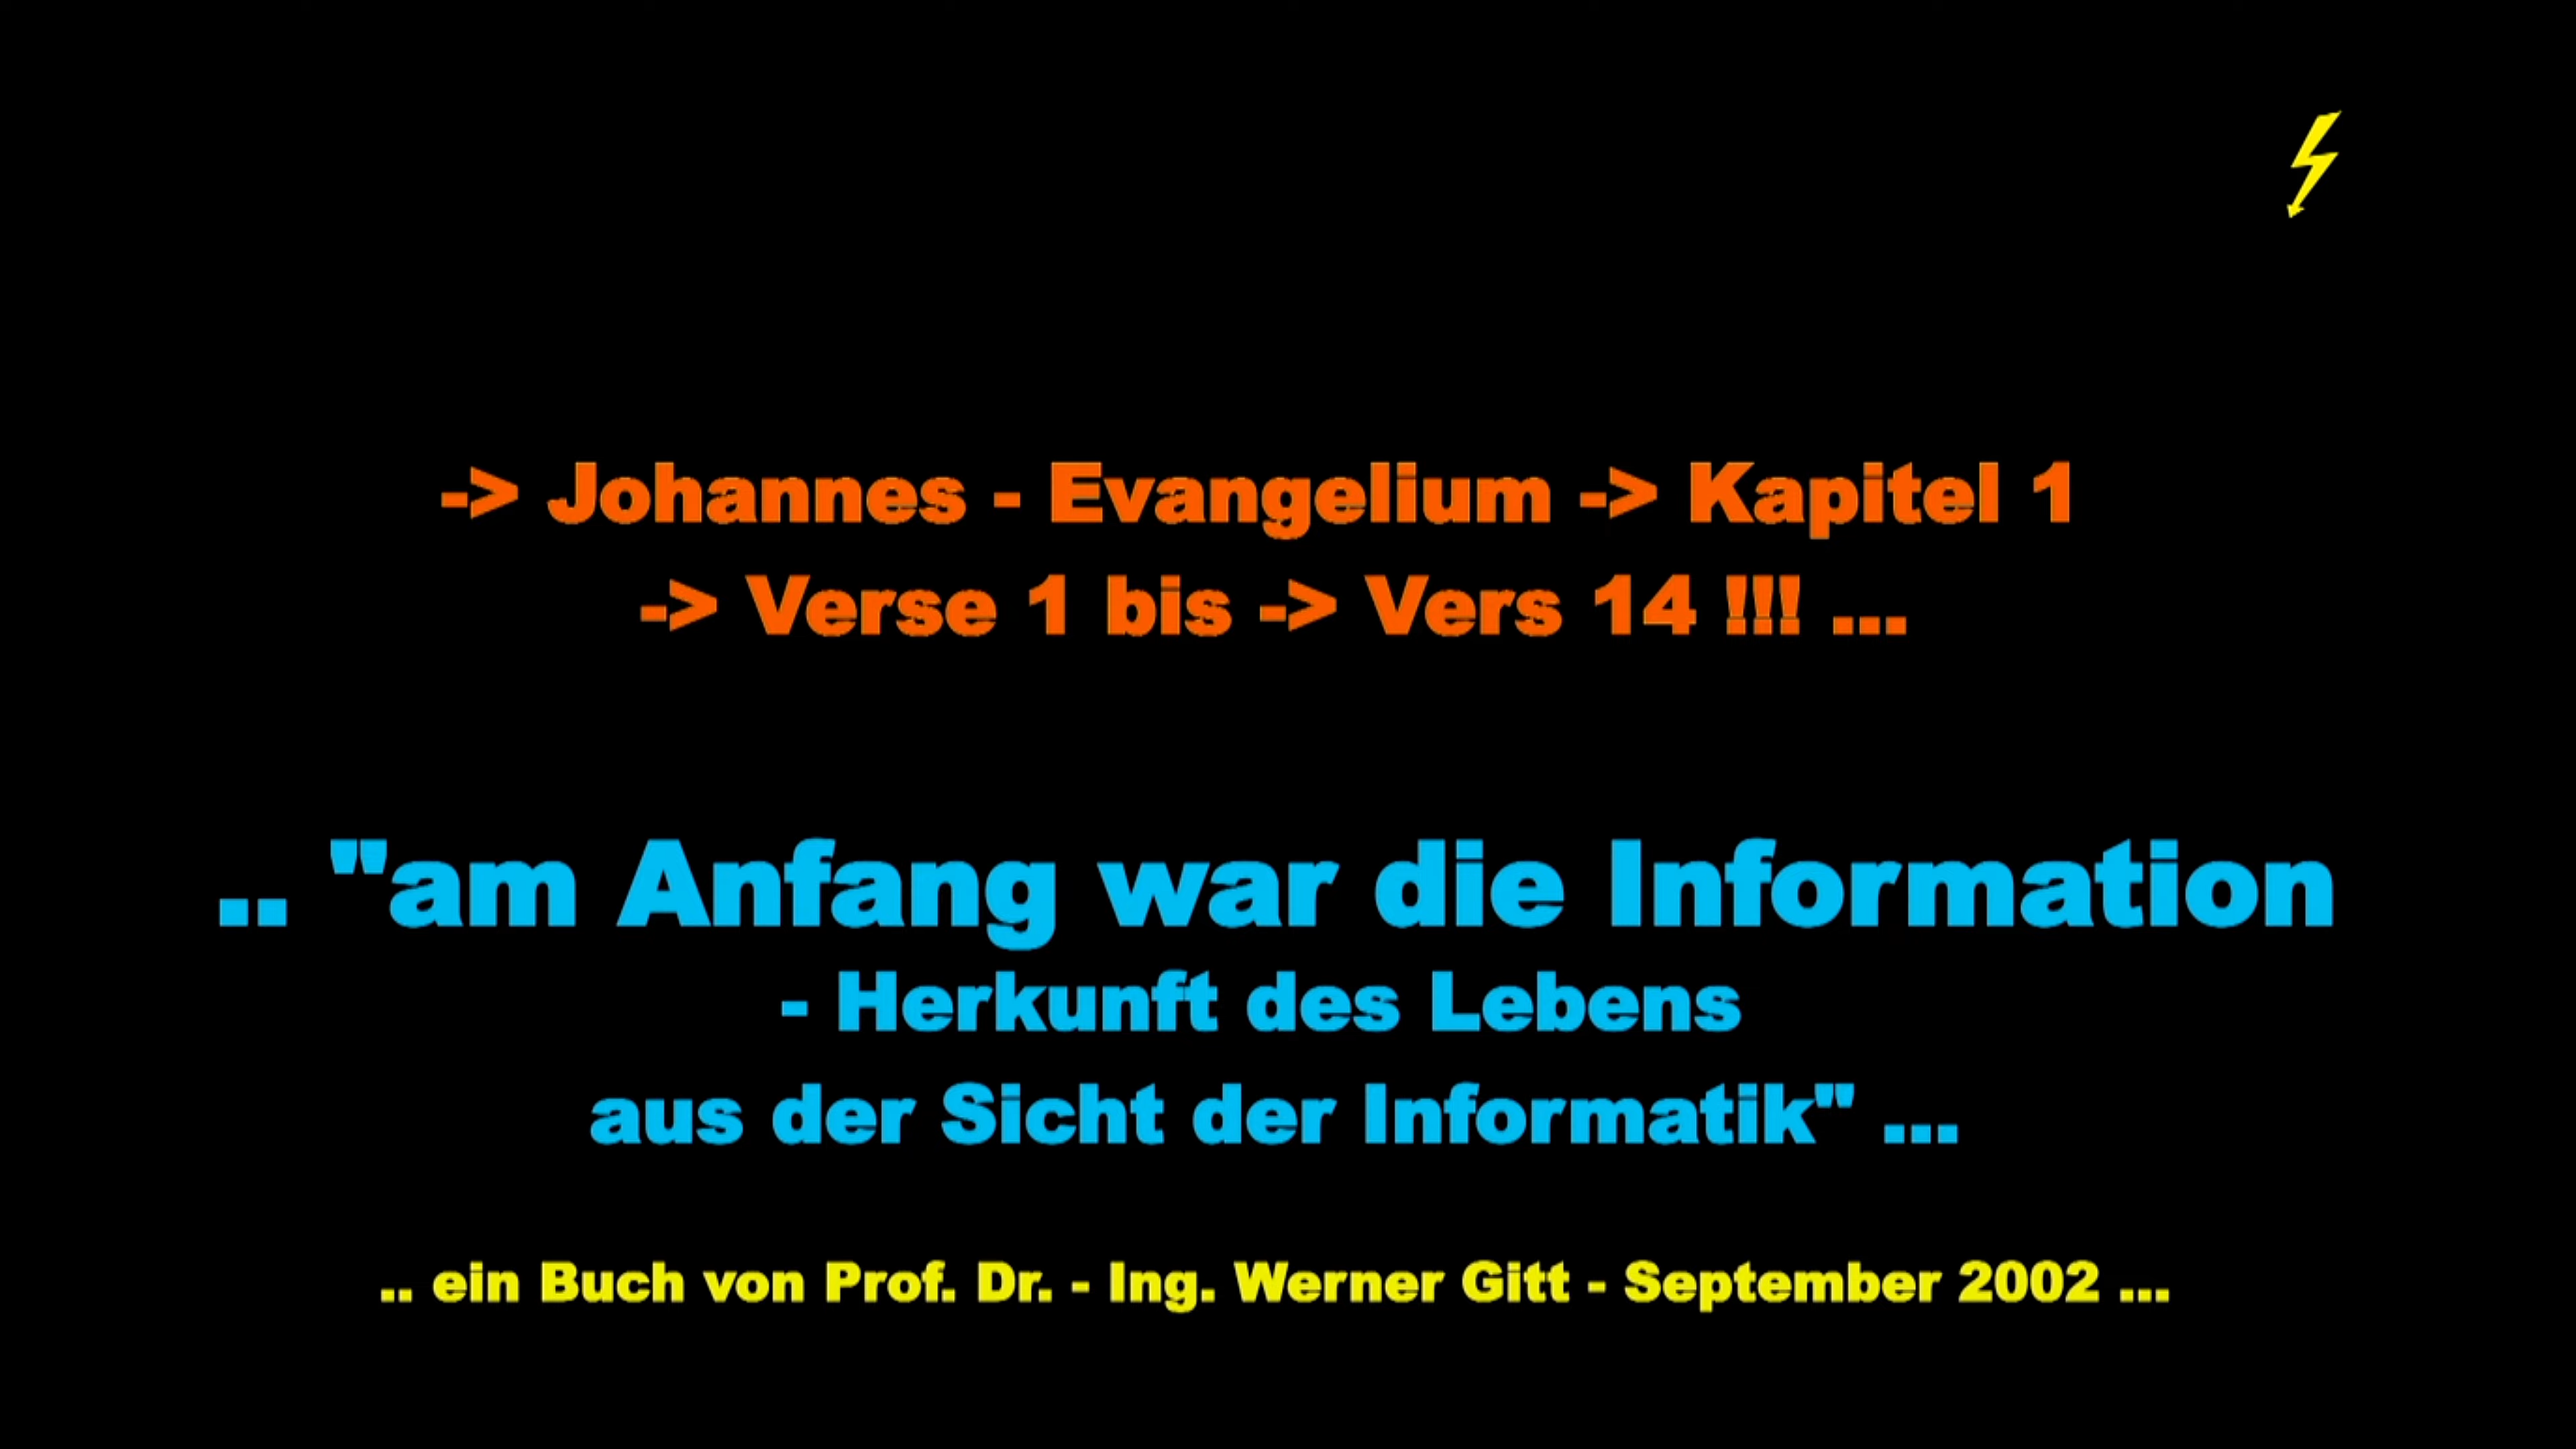 -> Johannes - Evangelium -> Kapitel 1
-> Verse 1 bis -> Vers 14 !!! ...
.. "am Anfang war die Information
- Herkunft des Lebens
aus der Sicht der Informatik" ...
.. ein Buch von Prof. Dr. - Ing. Werner Gitt - September 2002 ...